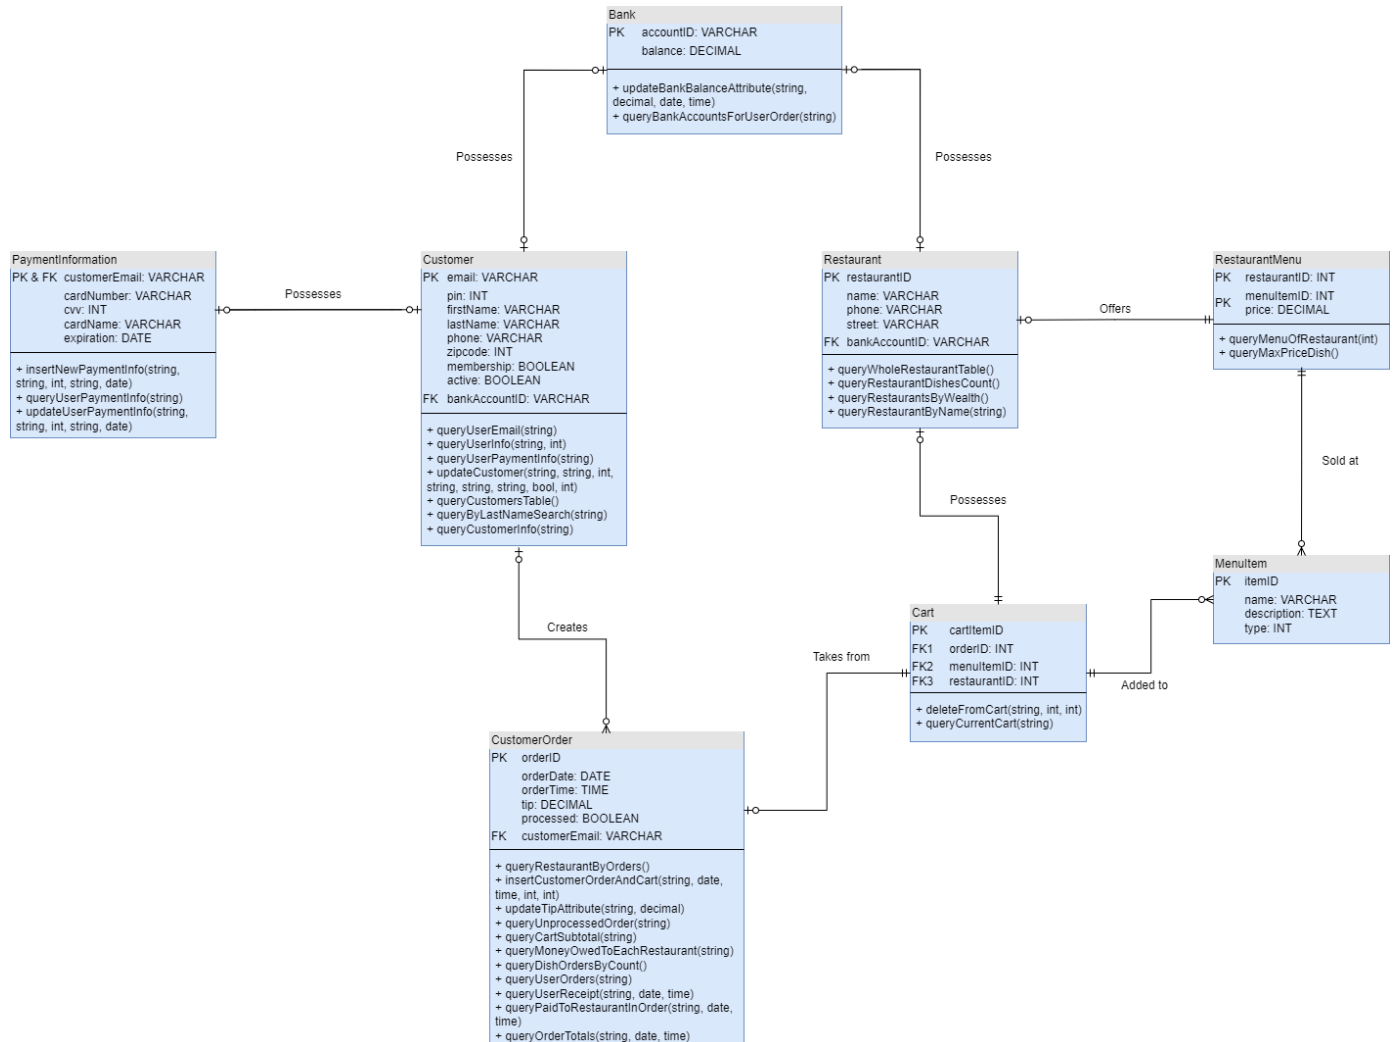 Bank
PK accountID: VARCHAR
balance: DECIMAL
+ updateBankBalanceAttribute(string,
decimal, date, time)
+ queryBankAccountsForUserOrder(string)
Possesses
Possesses
PaymentInformation
PK & FK customerEmail: VARCHAR
cardNumber: VARCHAR
cvv: INT
cardName: VARCHAR
expiration: DATE
+ insertNewPaymentInfo(string,
string, int, string, date)
+ queryUserPaymentInfo(string)
+ updateUserPaymentInfo(string,
string, int, string, date)
Possesses
Customer
PK email: VARCHAR
pin: INT
firstName: VARCHAR
lastName: VARCHAR
phone: VARCHAR
zipcode: INT
membership: BOOLEAN
active: BOOLEAN
FK bankAccountID: VARCHAR
+ queryUserEmail(string)
+ queryUserInfo(string, int)
+ queryUserPaymentInfo(string)
+ updateCustomer(string, string, int,
string, string, string, bool, int)
+ queryCustomersTable()
+ queryByLastNameSearch(string)
+ queryCustomerInfo(string)
Restaurant
PK restaurantID
name: VARCHAR
phone: VARCHAR
street: VARCHAR
FK bankAccountID: VARCHAR
+ queryWholeRestaurantTable()
+ queryRestaurantDishesCount()
+ queryRestaurantsByWealth()
+ queryRestaurantByName(string)
Offers
RestaurantMenu
PK restaurantID: INT
PK menuItemID: INT
price: DECIMAL
+ queryMenuOfRestaurant(int)
+ queryMaxPriceDish()
Sold at
Possesses
MenuItem
PK itemID
name: VARCHAR
description: TEXT
type: INT
Cart
PK cartItemID
FK1 orderID: INT
FK2 menuItemID: INT
FK3 restaurantID: INT
+ deleteFromCart(string, int, int)
+ queryCurrentCart(string)
Added to
Takes from
Creates
CustomerOrder
PK orderID
orderDate: DATE
orderTime: TIME
tip: DECIMAL
processed: BOOLEAN
FK customerEmail: VARCHAR
+ queryRestaurantByOrders()
+ insertCustomerOrderAndCart(string, date,
time, int, int)
+ updateTipAttribute(string, decimal)
+ queryUnprocessedOrder(string)
+ queryCartSubtotal(string)
+ queryMoneyOwedToEachRestaurant(string)
+ queryDishOrdersByCount()
+ queryUserOrders(string)
+ queryUserReceipt(string, date, time)
+ queryPaidToRestaurantInOrder(string, date,
time)
+ queryOrderTotals(string, date, time)